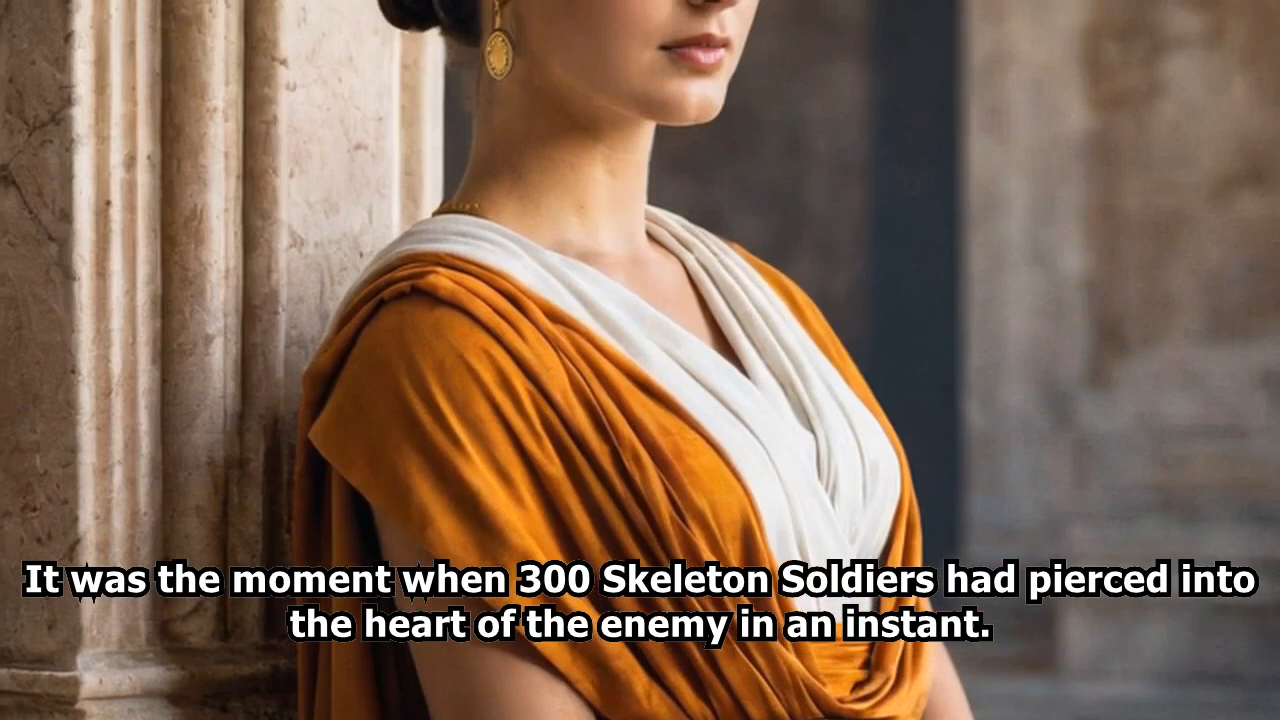 It was the moment when 300 Skeleton Soldiers had pierced into
the heart of the enemy in an instant.